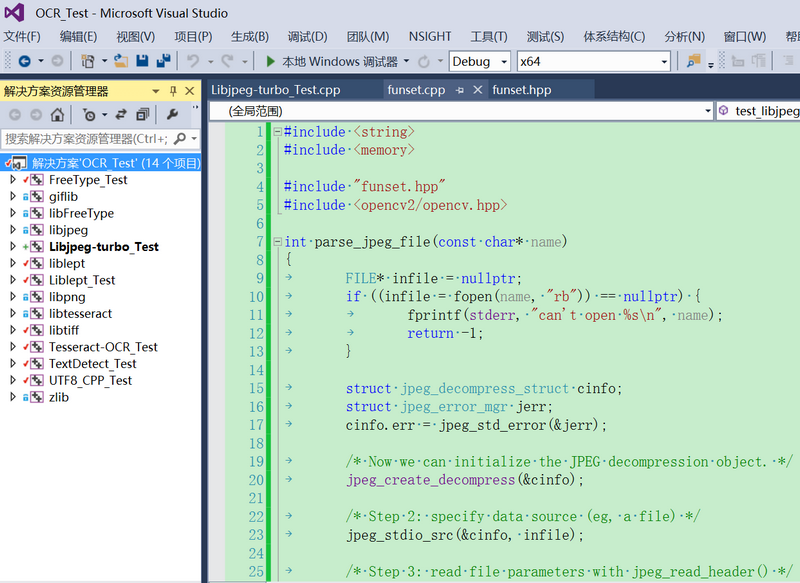 OCR_Test - Microsoft Visual Studio
文件(F) 编辑(E) 视图(V) 项目(P) 生成(B) 调试(D) 团队(M) NSIGHT 工具(T) 测试(S) 体系结构(C) 分析(N) 窗口(W) 帮
本地 Windows 调试器 Debug x64
解决方案资源管理器
搜索解决方案资源管理器(Ctrl+;
解决方案'OCR_Test' (14 个项目)
FreeType_Test
giflib
libFreeType
libjpeg
Libjpeg-turbo_Test
liblept
Liblept_Test
libpng
libtesseract
libtiff
Tesseract-OCR_Test
TextDetect_Test
UTF8_CPP_Test
zlib
Libjpeg-turbo_Test.cpp funset.cpp funset.hpp
(全局范围) test_libjpeg
1 #include <string>
2 #include <memory>
3
4 #include "funset.hpp"
5 #include <opencv2/opencv.hpp>
6
7 int parse_jpeg_file(const char* name)
8 {
9 FILE* infile = nullptr;
10 if ((infile = fopen(name, "rb")) == nullptr) {
11 fprintf(stderr, "can't open %s\n", name);
12 return -1;
13 }
14
15 struct jpeg_decompress_struct cinfo;
16 struct jpeg_error_mgr jerr;
17 cinfo.err = jpeg_std_error(&jerr);
18
19 /* Now we can initialize the JPEG decompression object. */
20 jpeg_create_decompress(&cinfo);
21
22 /* Step 2: specify data source (eg, a file) */
23 jpeg_stdio_src(&cinfo, infile);
24
25 /* Step 3: read file parameters with jpeg_read_header() */